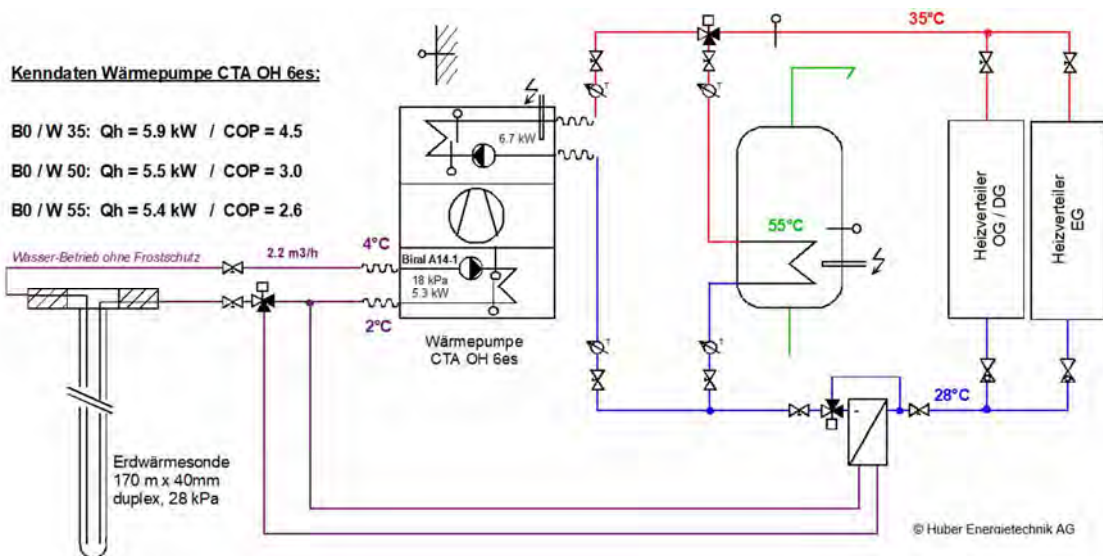 Kenndaten Wärmepumpe CTA OH 6es:
B0 / W 35: Qh = 5.9 kW / COP = 4.5
B0 / W 50: Qh = 5.5 kW / COP = 3.0
B0 / W 55: Qh = 5.4 kW / COP = 2.6
Wasser-Betrieb ohne Frostschutz
2.2 m3/h
4°C
2°C
6.7 kW
Biral A14-1
18 kPa
5.3 kW
Wärmepumpe
CTA OH 6es
35°C
55°C
28°C
Heizverteiler
OG / DG
Heizverteiler
EG
T
T
T
T
-
Erdwärmesonde
170 m x 40mm
duplex, 28 kPa
© Huber Energietechnik AG